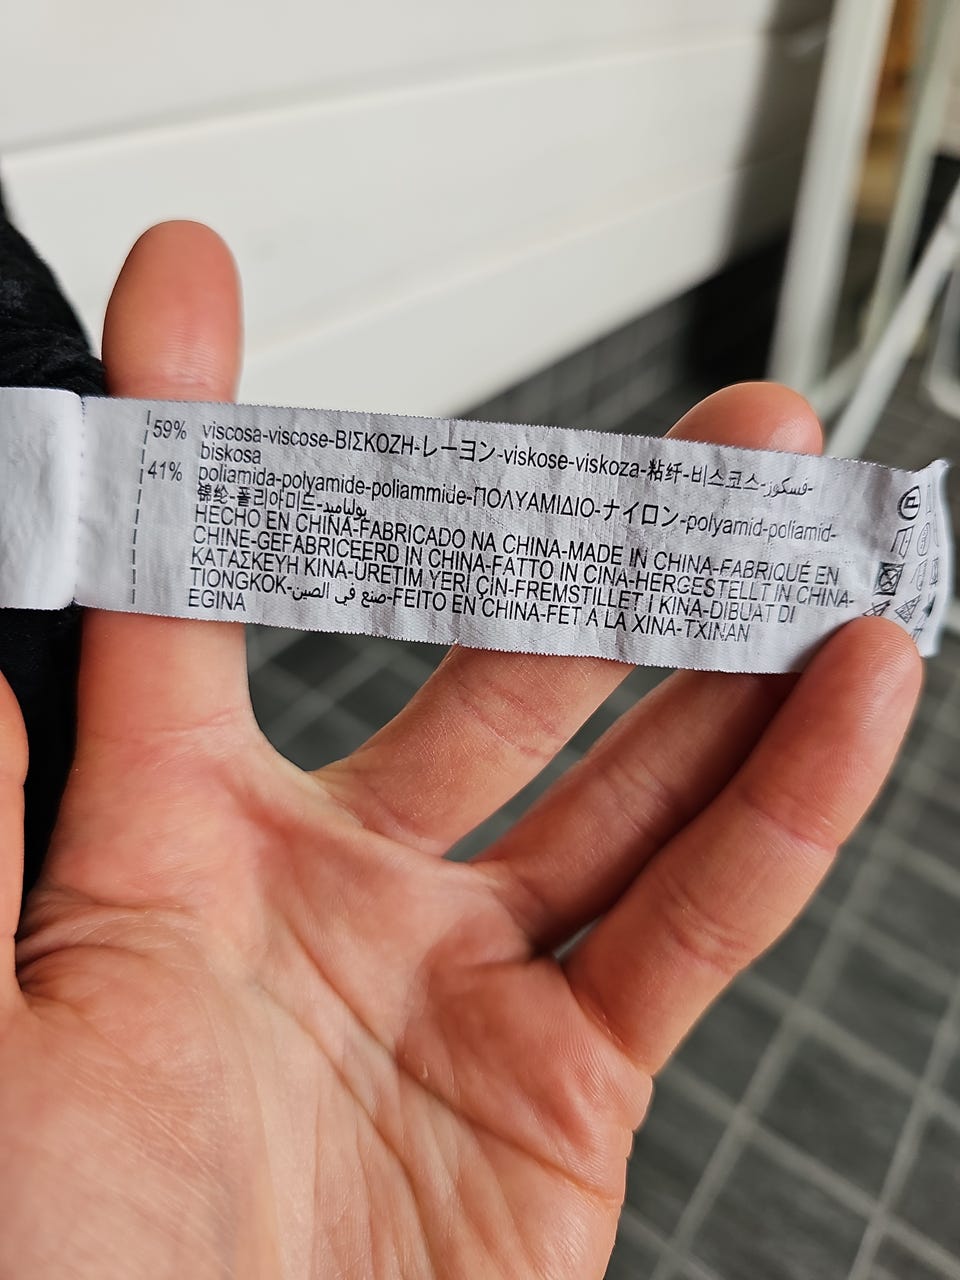 59% viscosa-viscose-ΒΙΣΚΟΖΗ-レーヨン-viskose-viskoza-粘纤-비스코스-فسكوز-
biskosa
41% poliamida-polyamide-poliammide-ΠΟΛΥΑΜΙΔΙΟ-ナイロン-polyamid-poliamid-
锦纶-폴리아미드-بولياميد
HECHO EN CHINA-FABRICADO NA CHINA-MADE IN CHINA-FABRIQUÉ EN
CHINE-GEFABRICEERD IN CHINA-FATTO IN CINA-HERGESTELLT IN CHINA-
ΚΑΤΑΣΚΕΥΗ ΚΙΝΑ-ÜRETİM YERİ ÇİN-FREMSTILLET I KINA-DIBUAT DI
TIONGKOK-صنع في الصين-FEITO EN CHINA-FET A LA XINA-TXINAN
EGINA